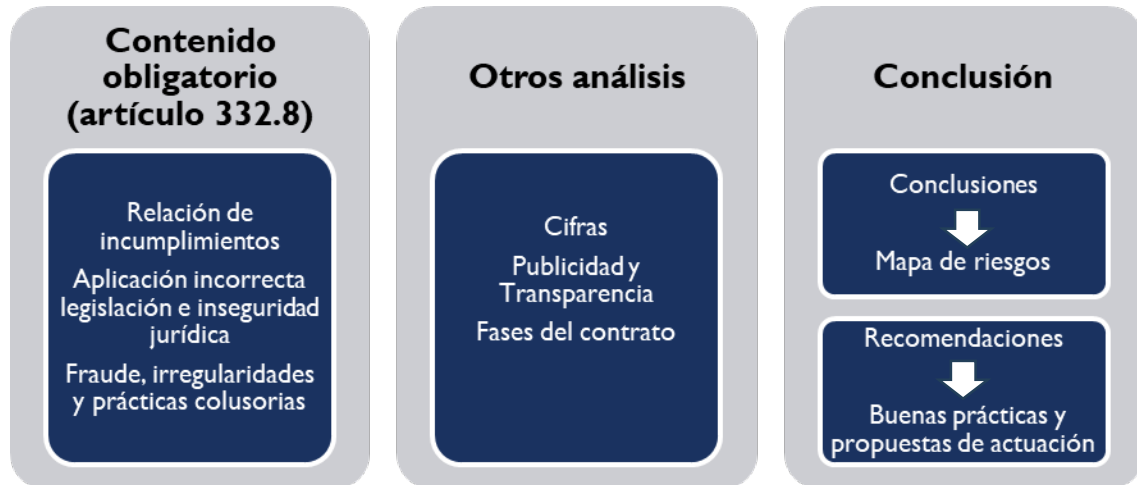 Contenido
obligatorio
(artículo 332.8)
Relación de
incumplimientos
Aplicación incorrecta
legislación e inseguridad
jurídica
Fraude, irregularidades
y prácticas colusorias
Otros análisis
Cifras
Publicidad y
Transparencia
Fases del contrato
Conclusión
Conclusiones
Mapa de riesgos
Recomendaciones
Buenas prácticas y
propuestas de actuación